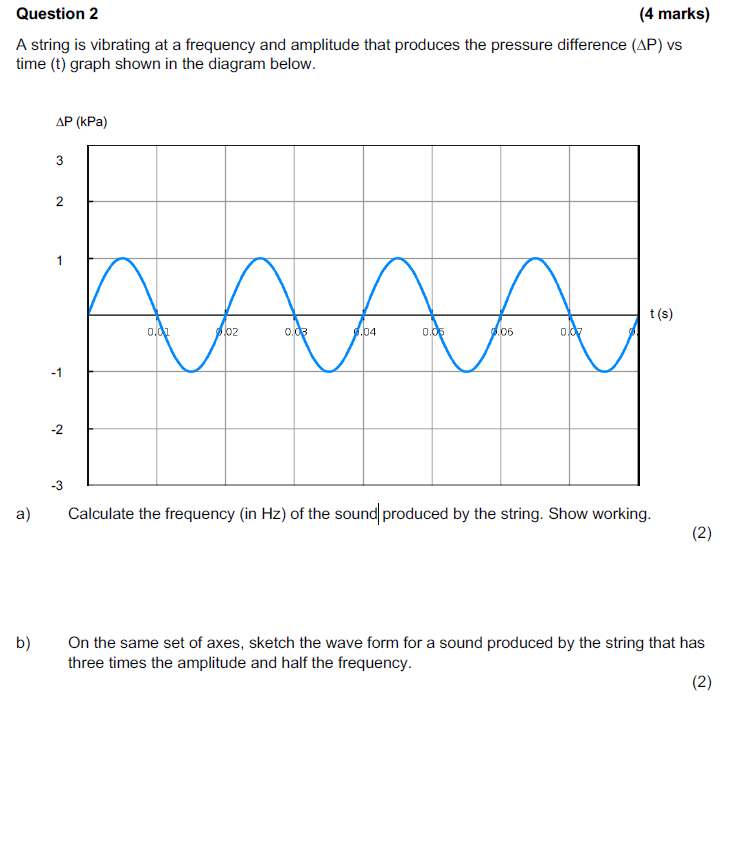 Question 2 (4 marks)
A string is vibrating at a frequency and amplitude that produces the pressure difference (ΔP) vs
time (t) graph shown in the diagram below.
ΔP (kPa)
3
2
1
t (s)
0.01 0.02 0.03 0.04 0.05 0.06 0.07
-1
-2
-3
a) Calculate the frequency (in Hz) of the sound produced by the string. Show working.
(2)
b) On the same set of axes, sketch the wave form for a sound produced by the string that has
three times the amplitude and half the frequency.
(2)